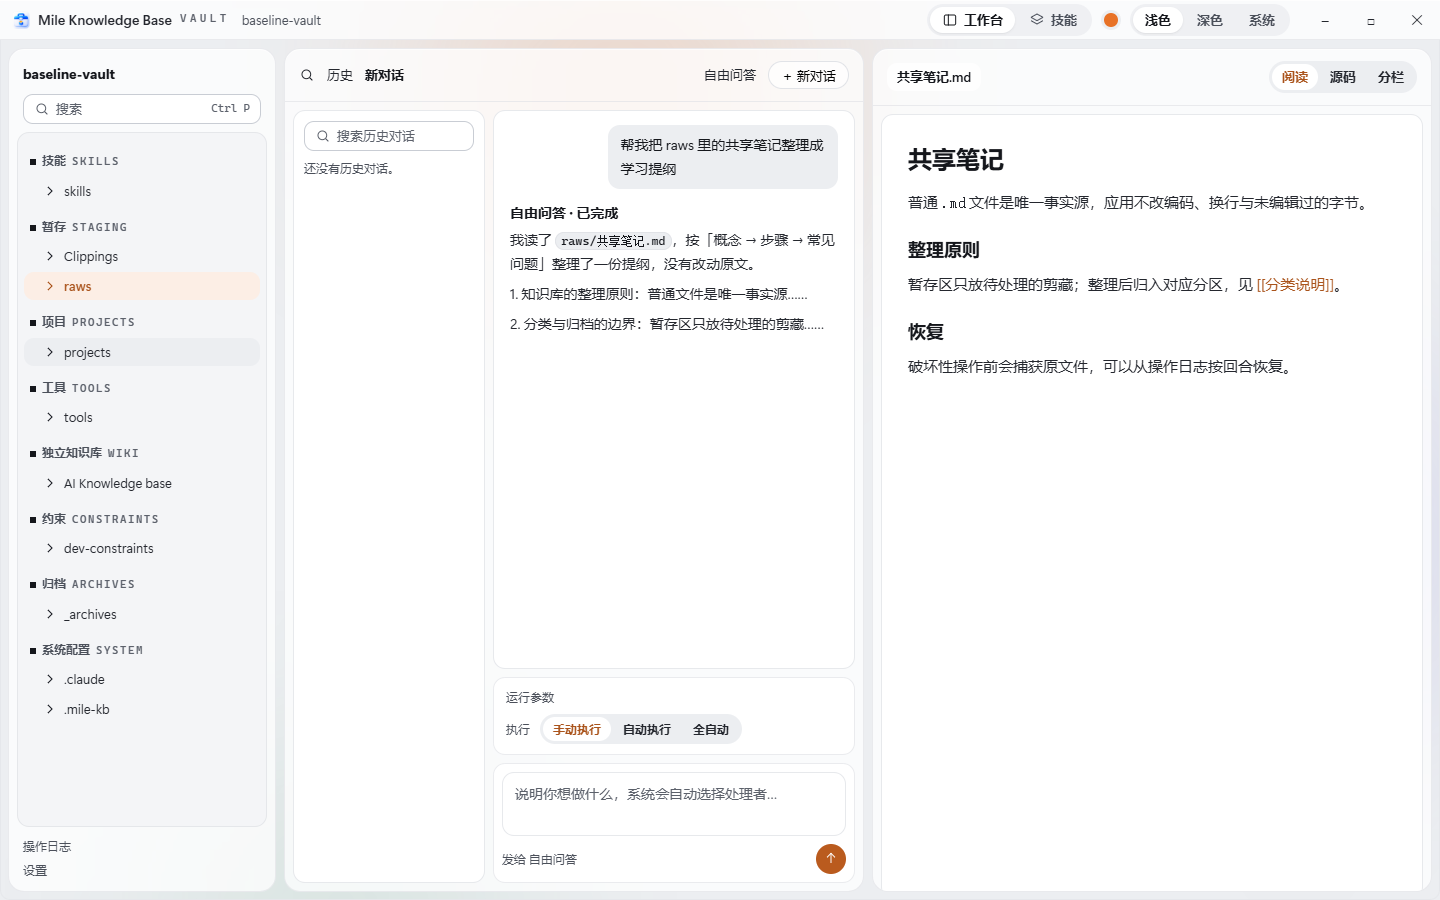 Mile Knowledge Base VAULT baseline-vault
工作台 技能 浅色 深色 系统
baseline-vault
搜索 Ctrl P
技能 SKILLS
skills
暂存 STAGING
Clippings
raws
项目 PROJECTS
projects
工具 TOOLS
tools
独立知识库 WIKI
AI Knowledge base
约束 CONSTRAINTS
dev-constraints
归档 ARCHIVES
_archives
系统配置 SYSTEM
.claude
.mile-kb
操作日志
设置
历史 新对话 自由问答 + 新对话
搜索历史对话
还没有历史对话。
帮我把 raws 里的共享笔记整理成
学习提纲
自由问答 · 已完成
我读了 raws/共享笔记.md，按「概念 → 步骤 → 常见
问题」整理了一份提纲，没有改动原文。
1. 知识库的整理原则：普通文件是唯一事实源……
2. 分类与归档的边界：暂存区只放待处理的剪藏……
运行参数
执行 手动执行 自动执行 全自动
说明你想做什么，系统会自动选择处理者...
发给 自由问答
共享笔记.md 阅读 源码 分栏
共享笔记
普通 .md 文件是唯一事实源，应用不改编码、换行与未编辑过的字节。
整理原则
暂存区只放待处理的剪藏；整理后归入对应分区，见 [[分类说明]]。
恢复
破坏性操作前会捕获原文件，可以从操作日志按回合恢复。